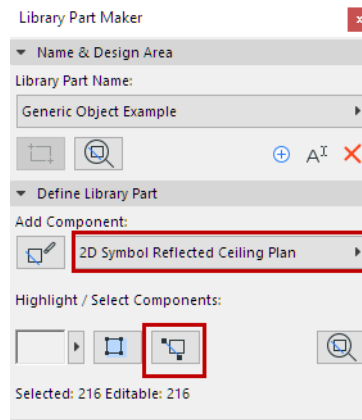 Library Part Maker
Name & Design Area
Library Part Name:
Generic Object Example
Define Library Part
Add Component:
2D Symbol Reflected Ceiling Plan
Highlight / Select Components:
Selected: 216 Editable: 216